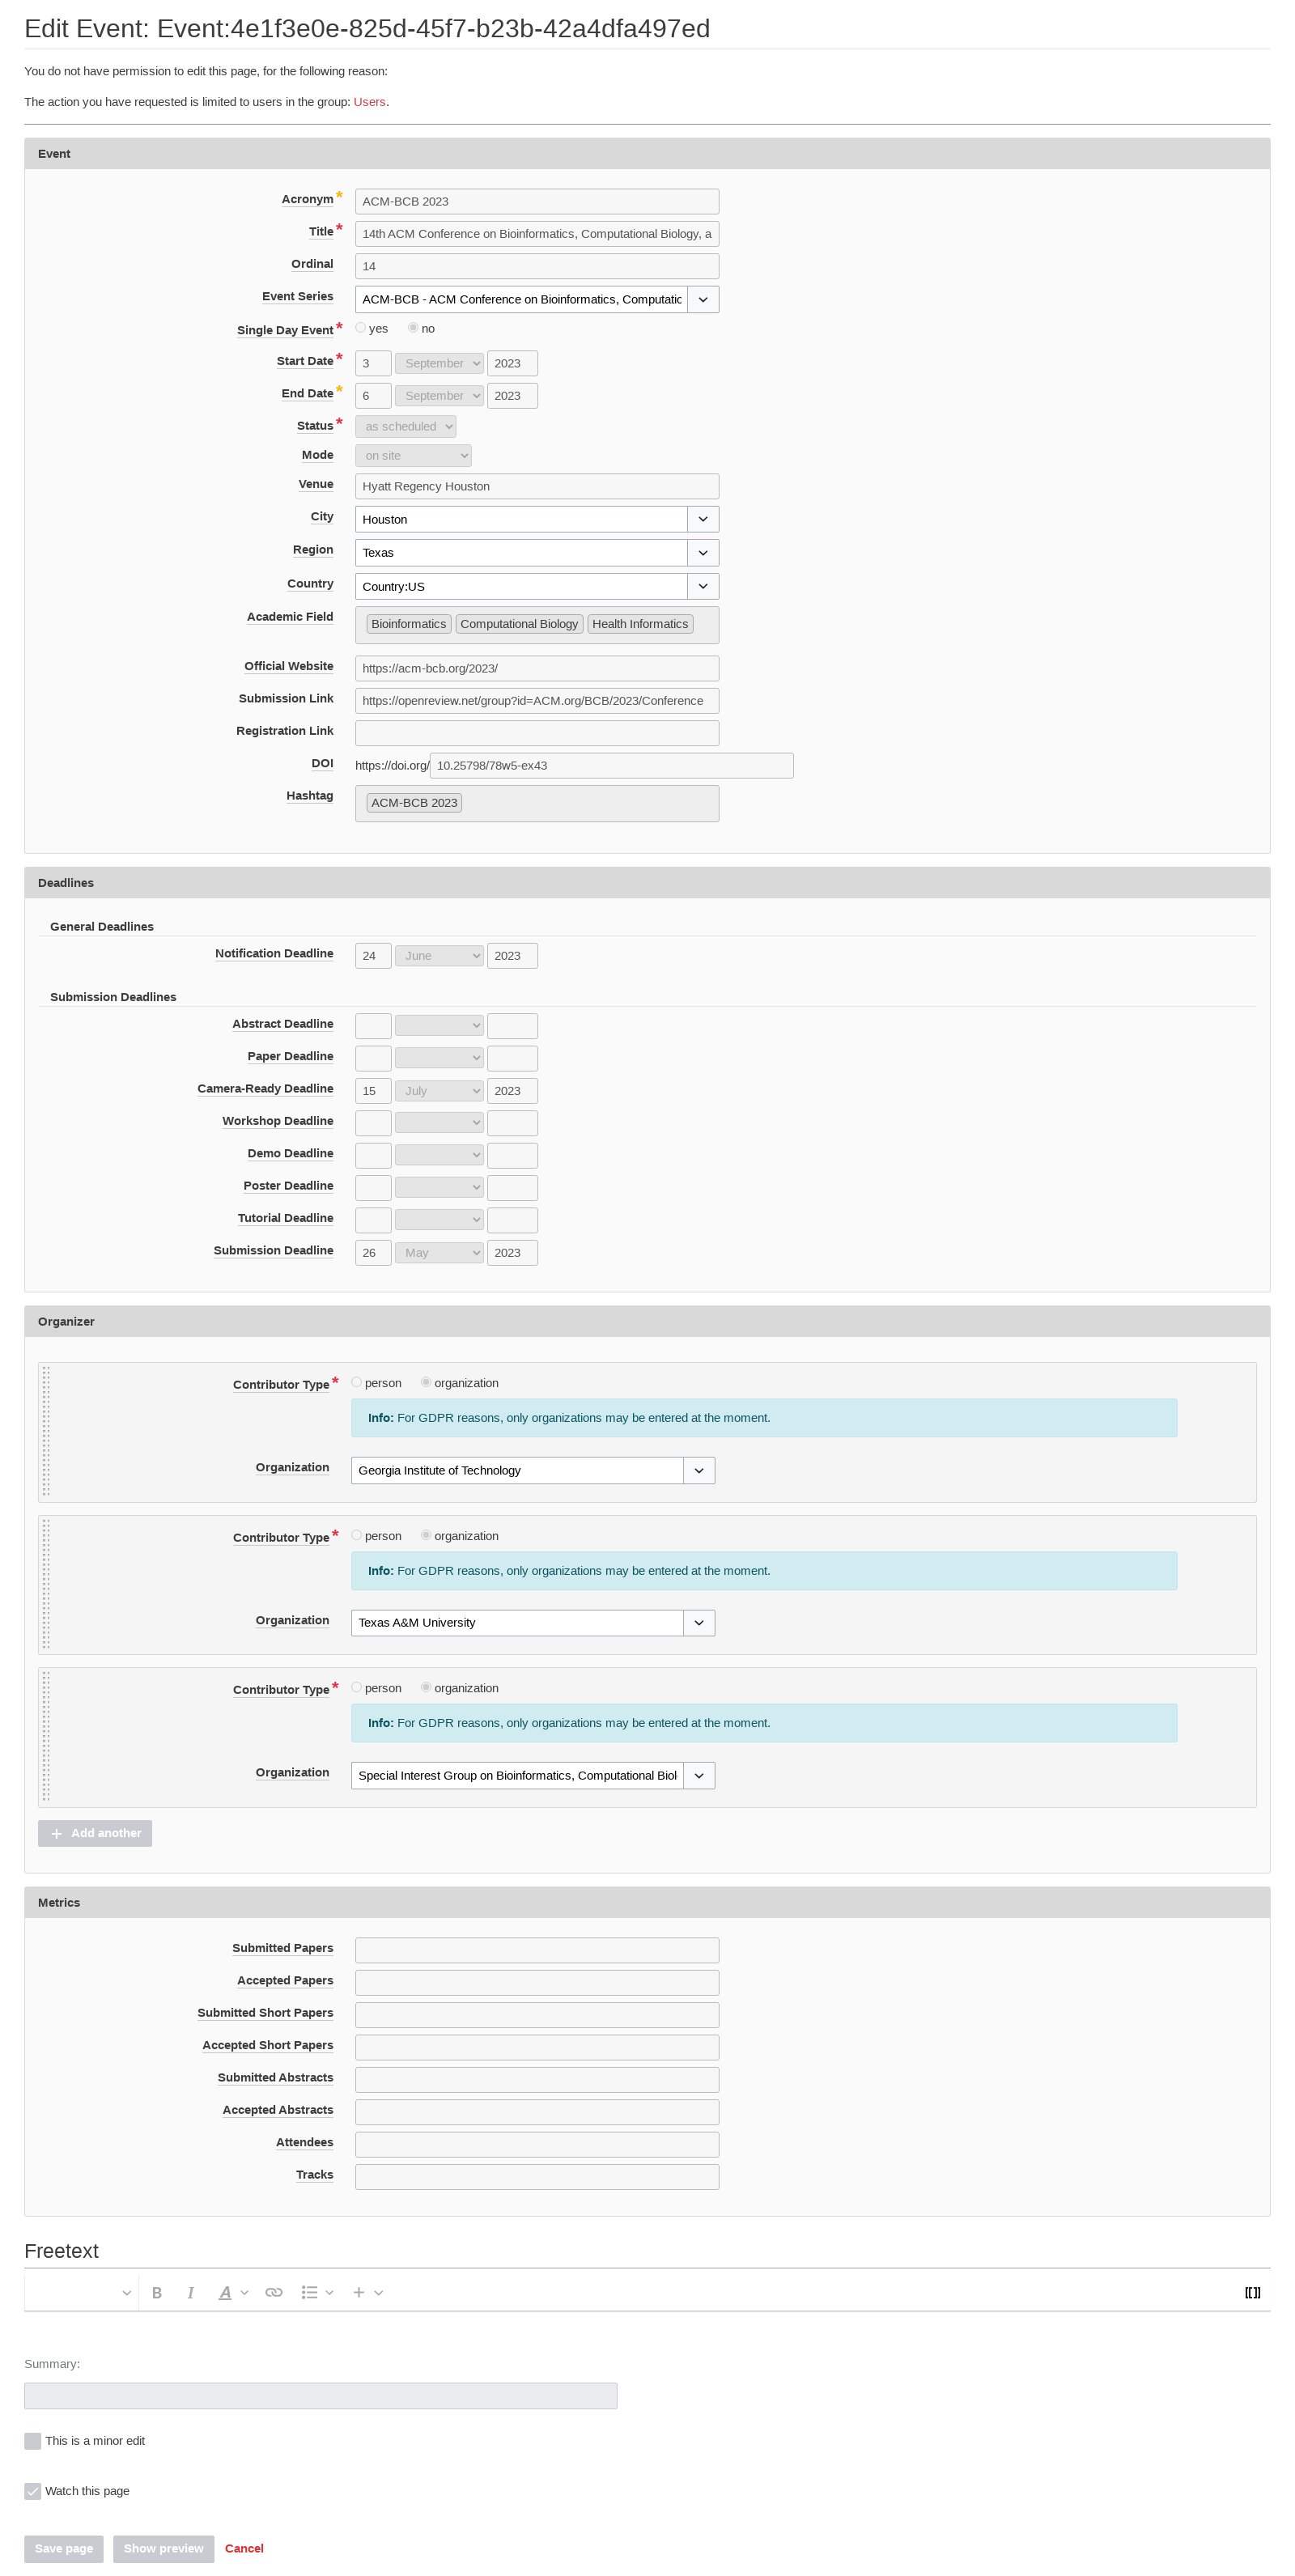 Edit Event: Event:4e1f3e0e-825d-45f7-b23b-42a4dfa497ed
You do not have permission to edit this page, for the following reason:
The action you have requested is limited to users in the group: Users.
Event
Acronym* ACM-BCB 2023
Title* 14th ACM Conference on Bioinformatics, Computational Biology, a
Ordinal 14
Event Series ACM-BCB - ACM Conference on Bioinformatics, Computatic
Single Day Event* yes no
Start Date* 3 September 2023
End Date* 6 September 2023
Status* as scheduled
Mode on site
Venue Hyatt Regency Houston
City Houston
Region Texas
Country Country:US
Academic Field Bioinformatics Computational Biology Health Informatics
Official Website https://acm-bcb.org/2023/
Submission Link https://openreview.net/group?id=ACM.org/BCB/2023/Conference
Registration Link
DOI https://doi.org/ 10.25798/78w5-ex43
Hashtag ACM-BCB 2023
Deadlines
General Deadlines
Notification Deadline 24 June 2023
Submission Deadlines
Abstract Deadline
Paper Deadline
Camera-Ready Deadline 15 July 2023
Workshop Deadline
Demo Deadline
Poster Deadline
Tutorial Deadline
Submission Deadline 26 May 2023
Organizer
Contributor Type* person organization
Info: For GDPR reasons, only organizations may be entered at the moment.
Organization Georgia Institute of Technology
Contributor Type* person organization
Info: For GDPR reasons, only organizations may be entered at the moment.
Organization Texas A&M University
Contributor Type* person organization
Info: For GDPR reasons, only organizations may be entered at the moment.
Organization Special Interest Group on Bioinformatics, Computational Biol
Add another
Metrics
Submitted Papers
Accepted Papers
Submitted Short Papers
Accepted Short Papers
Submitted Abstracts
Accepted Abstracts
Attendees
Tracks
Freetext
B I A [[]]
Summary:
This is a minor edit
Watch this page
Save page Show preview Cancel